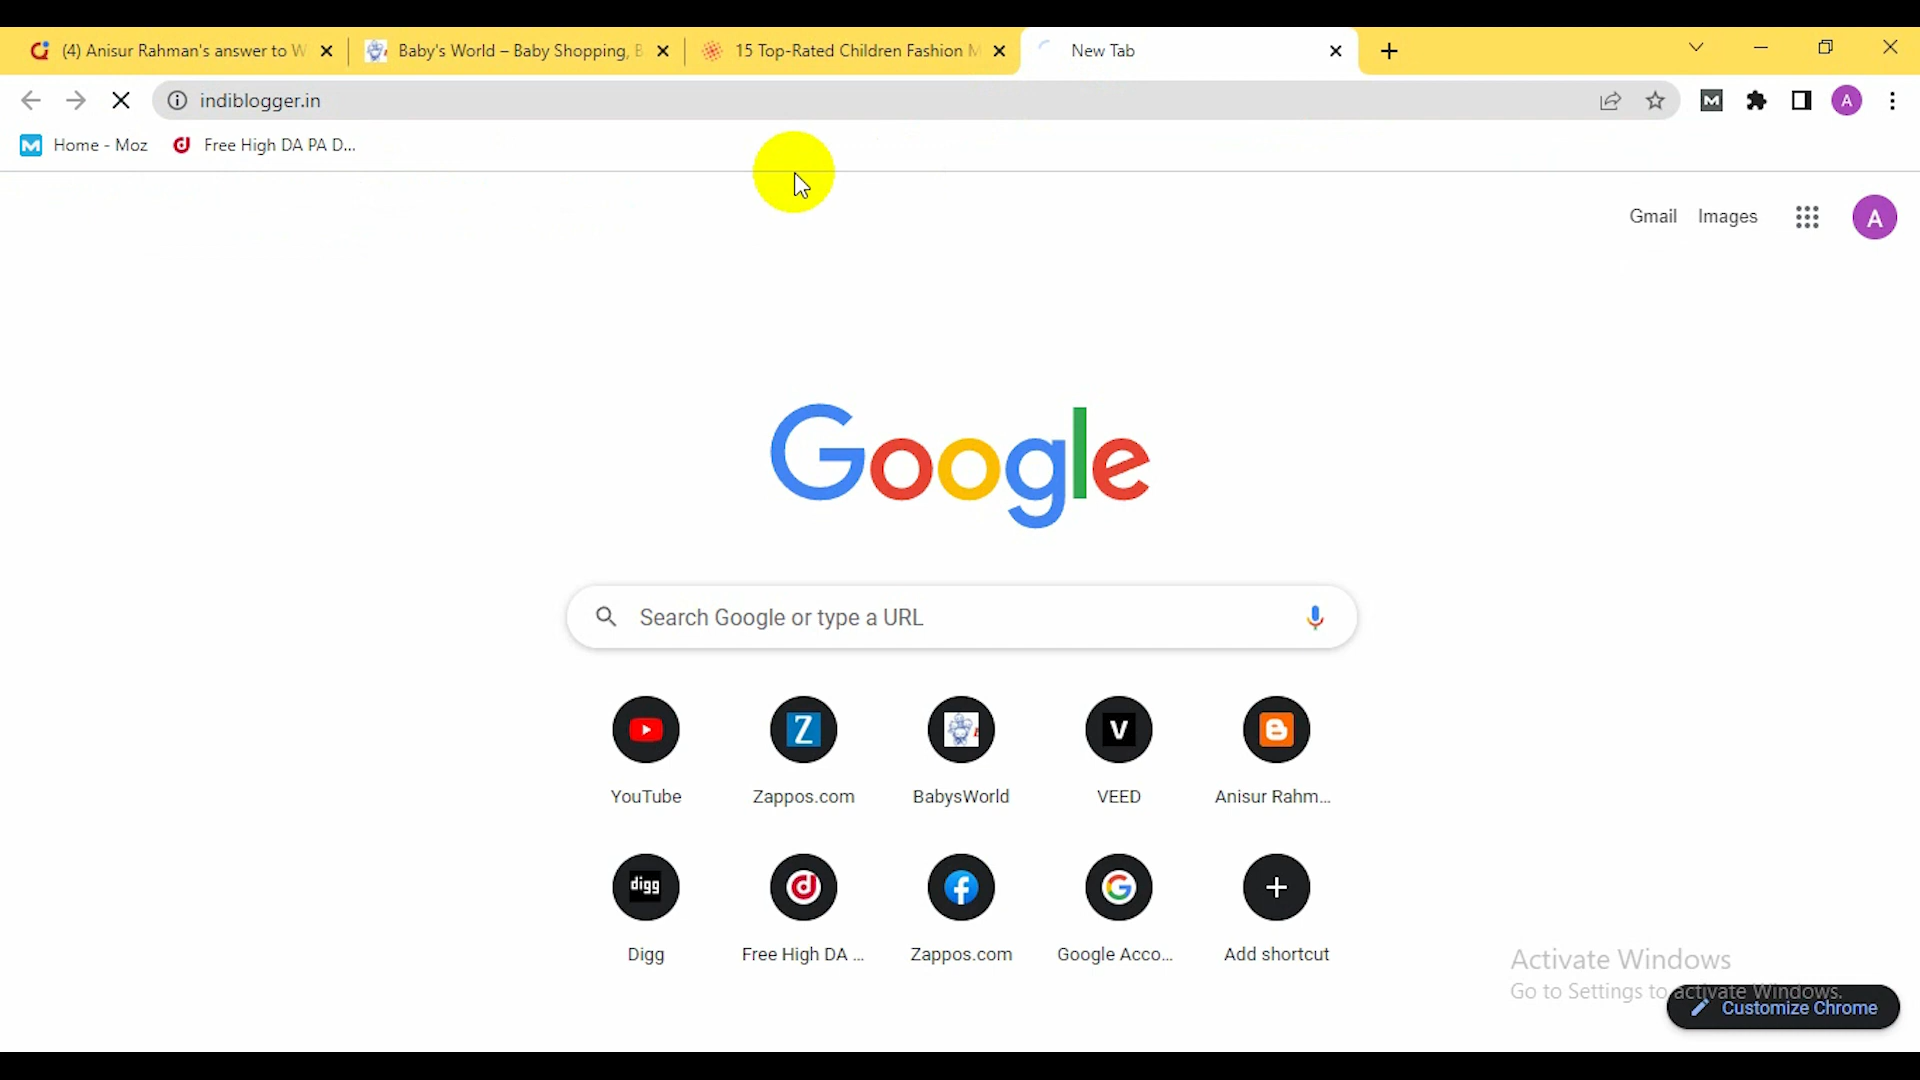 (4) Anisur Rahman's answer to W
Baby's World – Baby Shopping, B
15 Top-Rated Children Fashion M
New Tab
indiblogger.in
M
A
Home - Moz
Free High DA PA D...
Gmail
Images
A
Google
Search Google or type a URL
Z
V
YouTube
Zappos.com
BabysWorld
VEED
Anisur Rahm...
digg
Digg
Free High DA ...
Zappos.com
Google Acco...
Add shortcut
Activate Windows
Go to Settings to activate Windows.
Customize Chrome